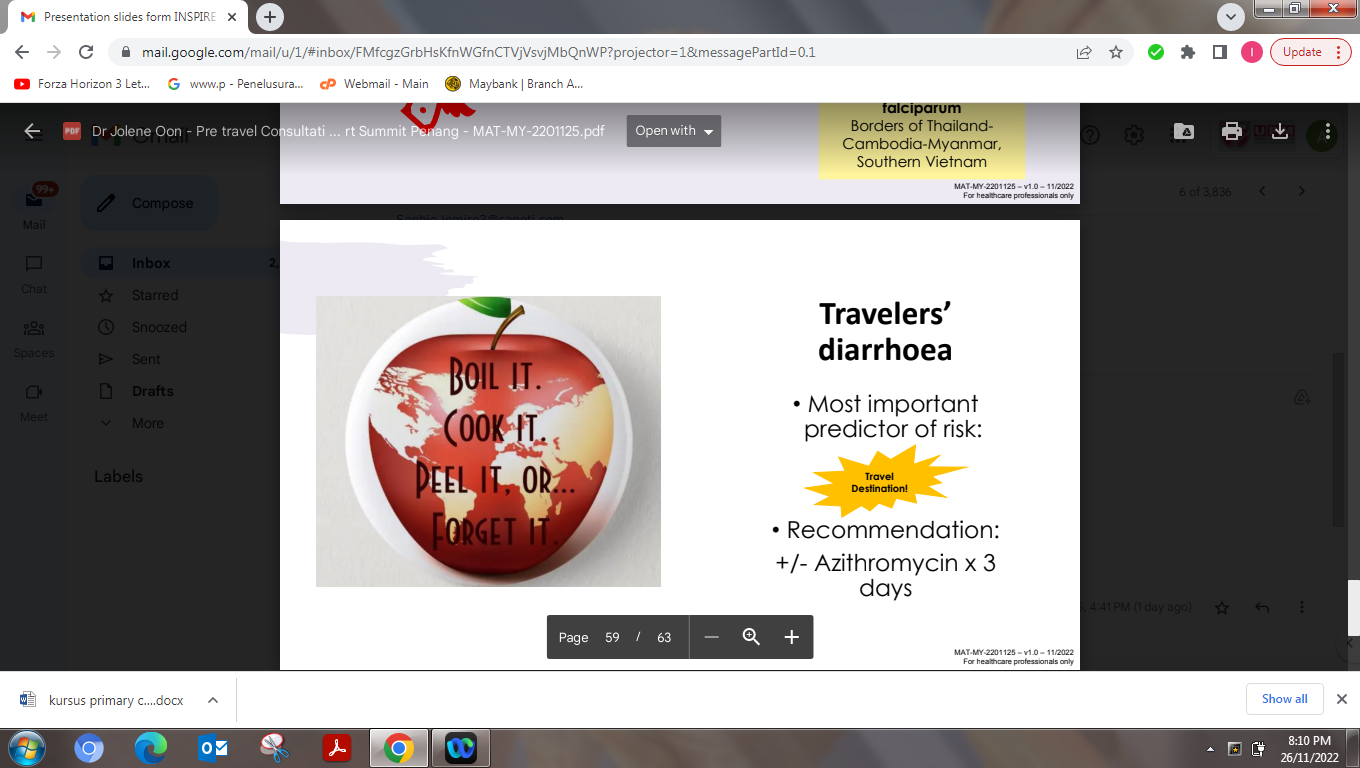 Presentation slides form INSPIRE
mail.google.com/mail/u/1/#inbox/FMfcgzGrbHsKfnWGfnCTVjVsvjMbQnWP?projector=1&messagePartId=0.1
I
Update
Forza Horizon 3 Let...
www.p - Penelusura...
Webmail - Main
Maybank | Branch A...
falciparum
Borders of Thailand-
Cambodia-Myanmar,
Southern Vietnam
MAT-MY-2201125 – v1.0 – 11/2022
For healthcare professionals only
PDF
Dr Jolene Oon - Pre travel Consultati ... rt Summit Penang - MAT-MY-2201125.pdf
Open with
99+
Mail
Chat
Spaces
Meet
Compose
Inbox
2,
Starred
Snoozed
Sent
Drafts
More
Labels
6 of 3,836
4:41 PM (1 day ago)
BOIL IT.
COOK IT.
PEEL IT, OR...
FORGET IT.
Travelers’
diarrhoea
• Most important
predictor of risk:
Travel
Destination!
• Recommendation:
+/- Azithromycin x 3
days
Page 59 / 63
MAT-MY-2201125 – v1.0 – 11/2022
For healthcare professionals only
kursus primary c....docx
Show all
8:10 PM
26/11/2022